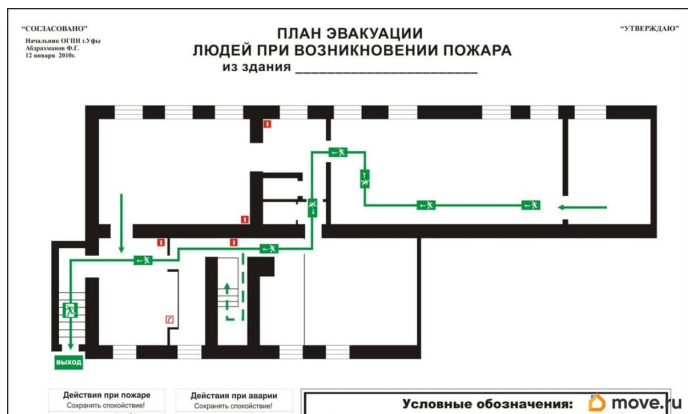 “СОГЛАСОВАНО”
Начальник ОГПН г.Уфы
Абдрахманов Ф.Г.
12 января 2010г.
ПЛАН ЭВАКУАЦИИ
ЛЮДЕЙ ПРИ ВОЗНИКНОВЕНИИ ПОЖАРА
из здания
“УТВЕРЖДАЮ”
ВЫХОД
Действия при пожаре
Сохранять спокойствие!
Действия при аварии
Сохранять спокойствие!
Условные обозначения:
move.ru